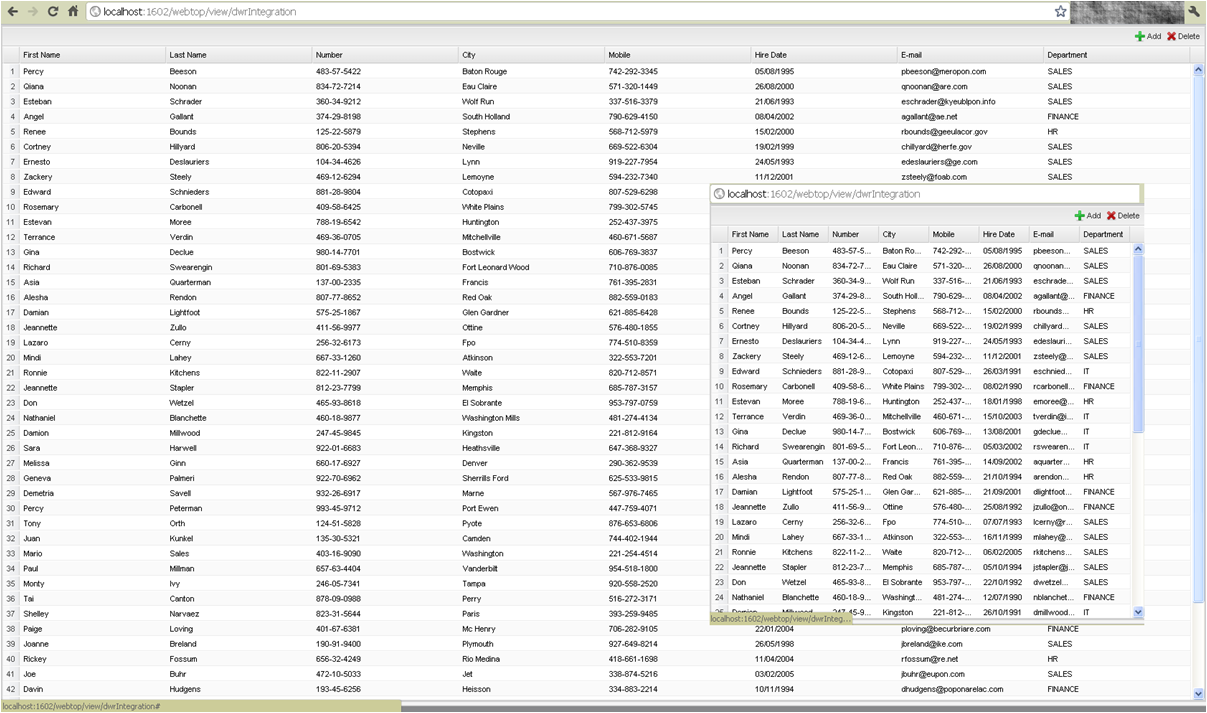 localhost:1602/webtop/view/dwrIntegration
Add Delete
First Name Last Name Number City Mobile Hire Date E-mail Department
1 Percy Beeson 483-57-5422 Baton Rouge 742-292-3345 05/08/1995 pbeeson@meropon.com SALES
2 Qiana Noonan 834-72-7214 Eau Claire 571-320-1449 26/08/2000 qnoonan@are.com SALES
3 Esteban Schrader 360-34-9212 Wolf Run 337-516-3379 21/06/1993 eschrader@kyeublpon.info SALES
4 Angel Gallant 374-29-8198 South Holland 790-629-4150 08/04/2002 agallant@ae.net FINANCE
5 Renee Bounds 125-22-5879 Stephens 568-712-5979 15/02/2000 rbounds@geeulacor.gov HR
6 Cortney Hillyard 806-20-5394 Neville 669-522-6304 19/02/1999 chillyard@herfe.gov SALES
7 Ernesto Deslauriers 104-34-4626 Lynn 919-227-7954 24/05/1993 edeslauriers@ge.com SALES
8 Zackery Steely 469-12-6294 Lemoyne 594-232-7340 11/12/2001 zsteely@foab.com SALES
9 Edward Schnieders 881-28-9804 Cotopaxi 807-529-6298
10 Rosemary Carbonell 409-58-6425 White Plains 799-302-5745
11 Estevan Moree 788-19-6542 Huntington 252-437-3975
12 Terrance Verdin 469-36-0705 Mitchellville 460-671-5687
13 Gina Declue 980-14-7701 Bostwick 606-769-3837
14 Richard Swearengin 801-69-5383 Fort Leonard Wood 710-876-0085
15 Asia Quarterman 137-00-2335 Francis 761-395-2831
16 Alesha Rendon 807-77-8652 Red Oak 882-559-0183
17 Damian Lightfoot 575-25-1867 Glen Gardner 621-885-6428
18 Jeannette Zullo 411-56-9977 Ottine 576-480-1855
19 Lazaro Cerny 256-32-6173 Fpo 774-510-8359
20 Mindi Lahey 667-33-1260 Atkinson 322-553-7201
21 Ronnie Kitchens 822-11-2907 Waite 820-712-8571
22 Jeannette Stapler 812-23-7799 Memphis 685-787-3157
23 Don Wetzel 465-93-8618 El Sobrante 953-797-0759
24 Nathaniel Blanchette 460-18-9877 Washington Mills 481-274-4134
25 Damion Millwood 247-45-9845 Kingston 221-812-9164
26 Sara Harwell 922-01-6683 Heathsville 647-368-9327
27 Melissa Ginn 660-17-6927 Denver 290-362-9539
28 Geneva Palmeri 922-70-6962 Sherrills Ford 625-533-9815
29 Demetria Savell 932-26-6917 Marne 567-976-7465
30 Percy Peterman 993-45-9712 Port Ewen 447-759-4071
31 Tony Orth 124-51-5828 Pyote 876-653-6806
32 Juan Kunkel 135-30-5321 Camden 744-402-1944
33 Mario Sales 403-16-9090 Washington 221-254-4514
34 Paul Millman 657-63-4404 Vanderbilt 954-518-1800
35 Monty Ivy 246-05-7341 Tampa 920-558-2520
36 Tai Canton 878-09-0988 Perry 516-272-3171
37 Shelley Narvaez 823-31-5644 Paris 393-259-9485
38 Paige Loving 401-67-6381 Mc Henry 706-282-9105 22/01/2004 ploving@becurbriare.com FINANCE
39 Joanne Breland 190-91-9400 Plymouth 927-649-8214 26/05/1998 jbreland@ike.com SALES
40 Rickey Fossum 656-32-4249 Rio Medina 418-661-1698 11/04/2004 rfossum@re.net HR
41 Joe Buhr 472-10-5033 Jet 338-874-5216 03/02/2005 jbuhr@eupon.com SALES
42 Davin Hudgens 193-45-6256 Heisson 334-883-2214 10/11/1994 dhudgens@poponarelac.com FINANCE
localhost:1602/webtop/view/dwrIntegration#
localhost:1602/webtop/view/dwrIntegration
Add Delete
First Name Last Name Number City Mobile Hire Date E-mail Department
1 Percy Beeson 483-57-5... Baton Ro... 742-292-... 05/08/1995 pbeeson... SALES
2 Qiana Noonan 834-72-7... Eau Claire 571-320-... 26/08/2000 qnoonan... SALES
3 Esteban Schrader 360-34-9... Wolf Run 337-516-... 21/06/1993 eschrade... SALES
4 Angel Gallant 374-29-8... South Holl... 790-629-... 08/04/2002 agallant@... FINANCE
5 Renee Bounds 125-22-5... Stephens 568-712-... 15/02/2000 rbounds... HR
6 Cortney Hillyard 806-20-5... Neville 669-522-... 19/02/1999 chillyard... SALES
7 Ernesto Deslauriers 104-34-4... Lynn 919-227-... 24/05/1993 edeslauri... SALES
8 Zackery Steely 469-12-6... Lemoyne 594-232-... 11/12/2001 zsteely@... SALES
9 Edward Schnieders 881-28-9... Cotopaxi 807-529-... 26/03/1991 eschnied... IT
10 Rosemary Carbonell 409-58-6... White Plains 799-302-... 08/02/1990 rcarbonell... FINANCE
11 Estevan Moree 788-19-6... Huntington 252-437-... 18/01/1998 emoree@... HR
12 Terrance Verdin 469-36-0... Mitchellville 460-671-... 15/10/2003 tverdin@i... IT
13 Gina Declue 980-14-7... Bostwick 606-769-... 13/08/2001 gdeclue... IT
14 Richard Swearengin 801-69-5... Fort Leon... 710-876-... 05/03/2002 rswearen... IT
15 Asia Quarterman 137-00-2... Francis 761-395-... 14/09/2002 aquarter... HR
16 Alesha Rendon 807-77-8... Red Oak 882-559-... 21/10/1994 arendon... HR
17 Damian Lightfoot 575-25-1... Glen Gar... 621-885-... 21/09/2001 dlightfoot... FINANCE
18 Jeannette Zullo 411-56-9... Ottine 576-480-... 25/08/1992 jzullo@on... FINANCE
19 Lazaro Cerny 256-32-6... Fpo 774-510-... 07/07/1993 lcerny@r... SALES
20 Mindi Lahey 667-33-1... Atkinson 322-553-... 16/11/1999 mlahey@... SALES
21 Ronnie Kitchens 822-11-2... Waite 820-712-... 06/02/2005 rkitchens... SALES
22 Jeannette Stapler 812-23-7... Memphis 685-787-... 05/10/1994 jstapler@j... SALES
23 Don Wetzel 465-93-8... El Sobrante 953-797-... 22/10/1992 dwetzel... SALES
24 Nathaniel Blanchette 460-18-9... Washingt... 481-274-... 12/07/1990 nblanchet... FINANCE
25 Damion Millwood 247-45-9... Kingston 221-812-... 26/10/1991 dmillwood... IT
localhost:1602/webtop/view/dwrInteg...